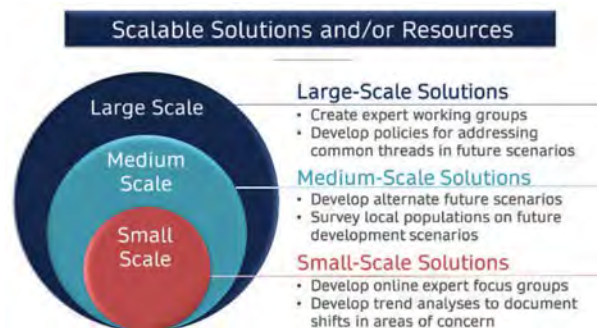 Scalable Solutions and/or Resources
Large Scale
Medium
Scale
Small
Scale
Large-Scale Solutions
• Create expert working groups
• Develop policies for addressing
common threads in future scenarios
Medium-Scale Solutions
• Develop alternate future scenarios
• Survey local populations on future
development scenarios
Small-Scale Solutions
• Develop online expert focus groups
• Develop trend analyses to document
shifts in areas of concern